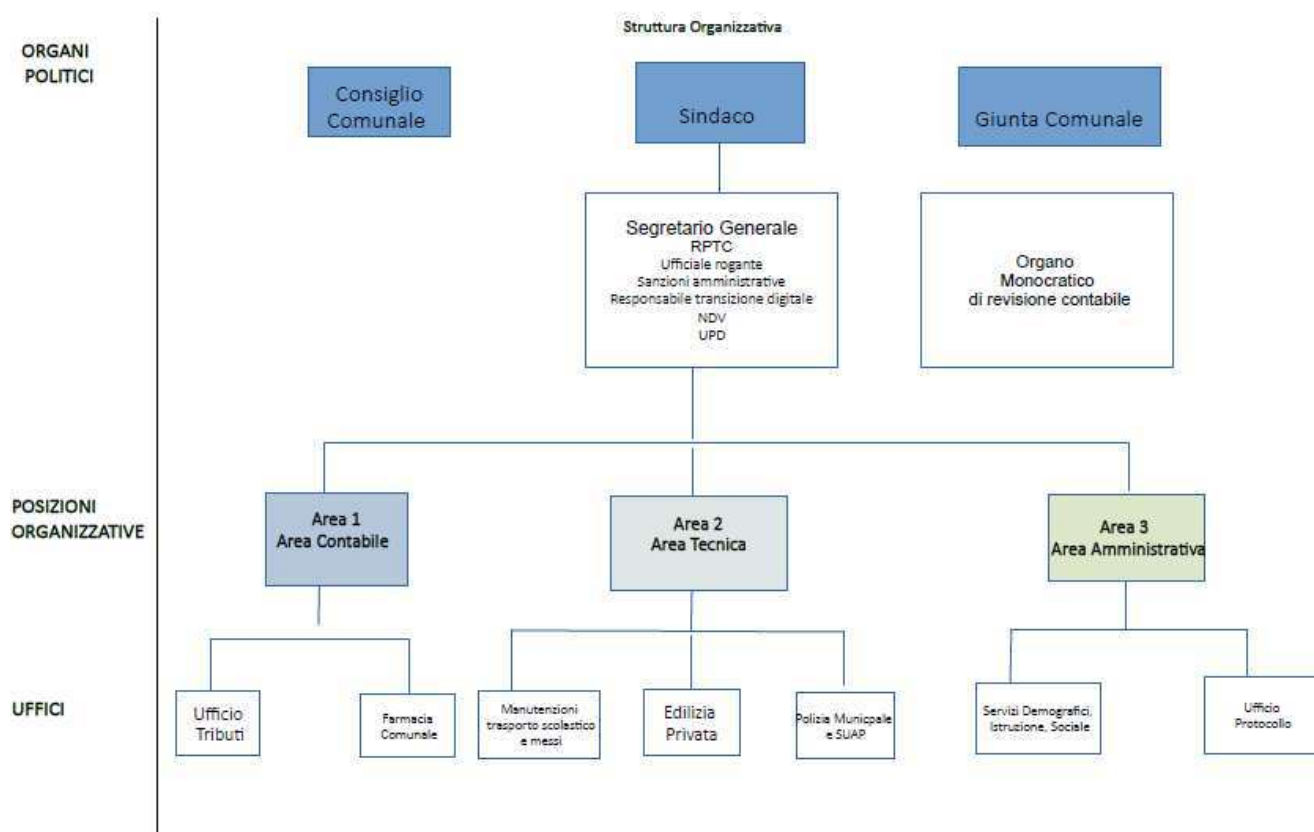 Struttura Organizzativa
ORGANI
POLITICI
Consiglio
Comunale
Sindaco
Giunta Comunale
Segretario Generale
RPTC
Ufficiale rogante
Sanzioni amministrative
Responsabile transizione digitale
NDV
UPD
Organo
Monocratico
di revisione contabile
POSIZIONI
ORGANIZZATIVE
Area 1
Area Contabile
Area 2
Area Tecnica
Area 3
Area Amministrativa
UFFICI
Ufficio
Tributi
Farmacia
Comunale
Manutenzioni
trasporto scolastico
e messi
Edilizia
Privata
Polizia Municpale
e SUAP
Servizi Demografici,
Istruzione, Sociale
Ufficio
Protocollo